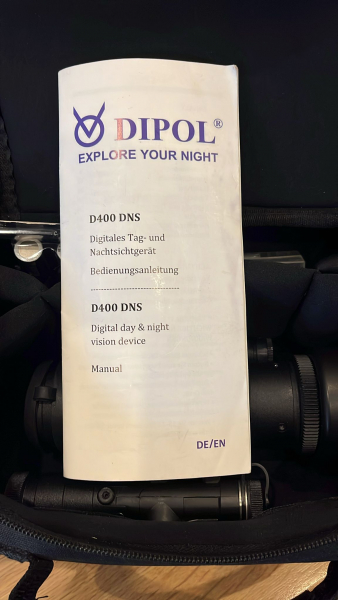 DIPOL®
EXPLORE YOUR NIGHT
D400 DNS
Digitales Tag- und
Nachtsichtgerät
Bedienungsanleitung
--------------------------------
D400 DNS
Digital day & night
vision device
Manual
DE/EN